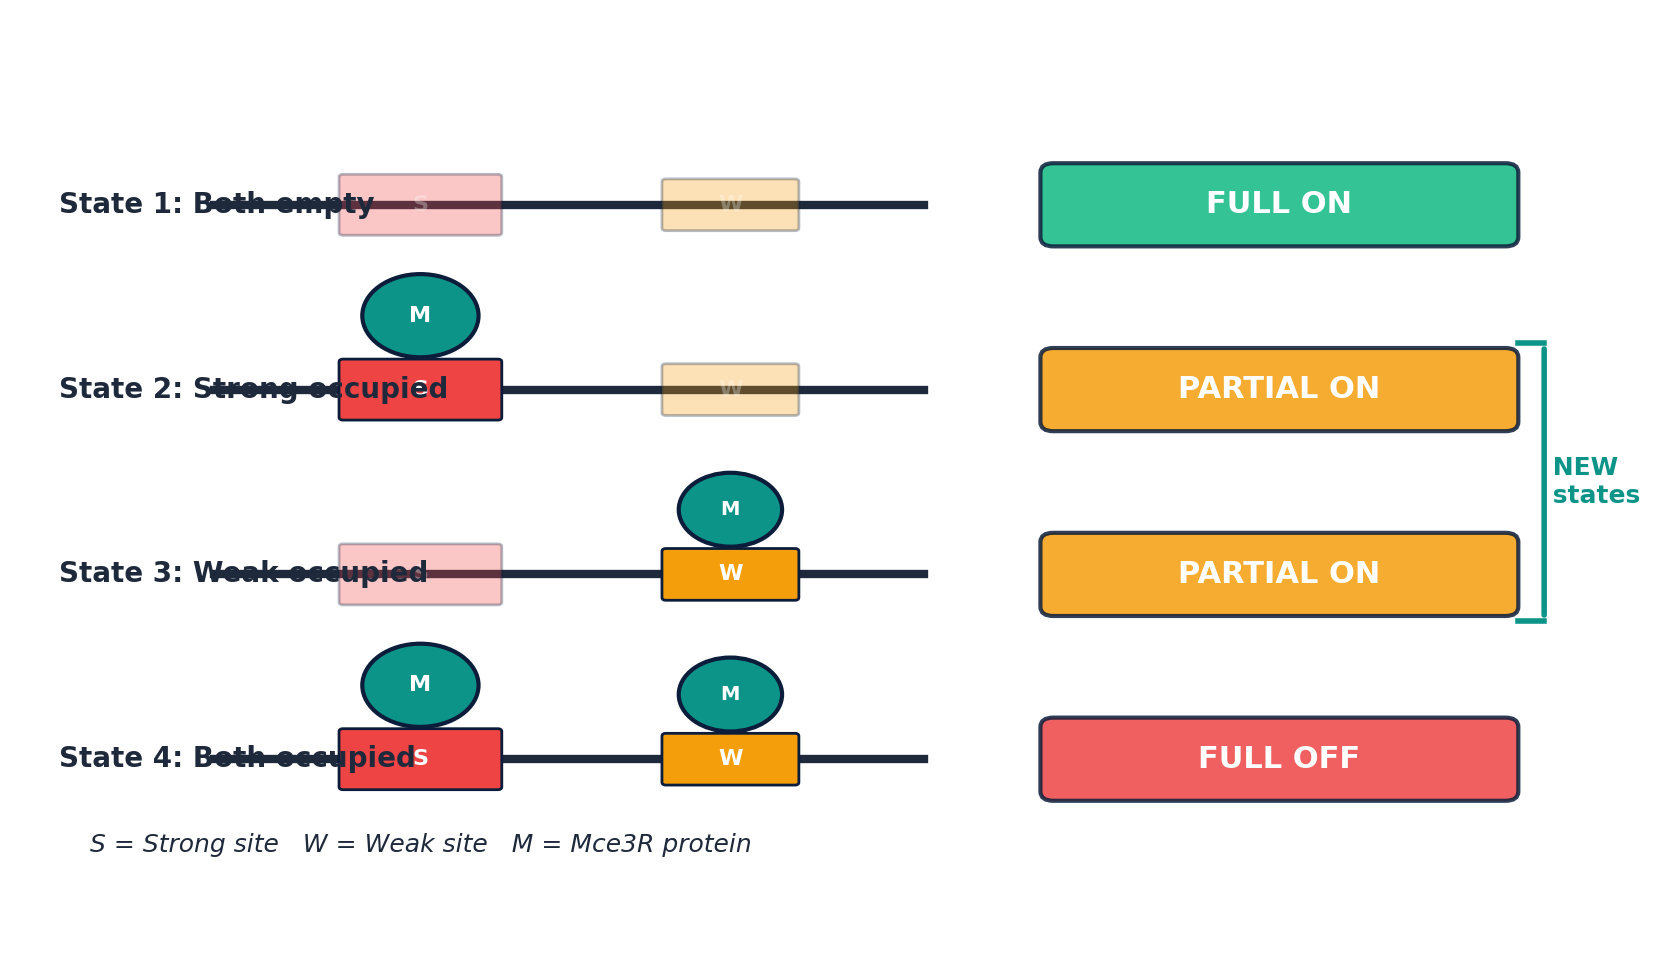 State 1: Both empty
S
W
FULL ON
M
State 2: Strong occupied
S
W
PARTIAL ON
NEW
states
M
State 3: Weak occupied
S
W
PARTIAL ON
M
M
State 4: Both occupied
S
W
FULL OFF
S = Strong site   W = Weak site   M = Mce3R protein